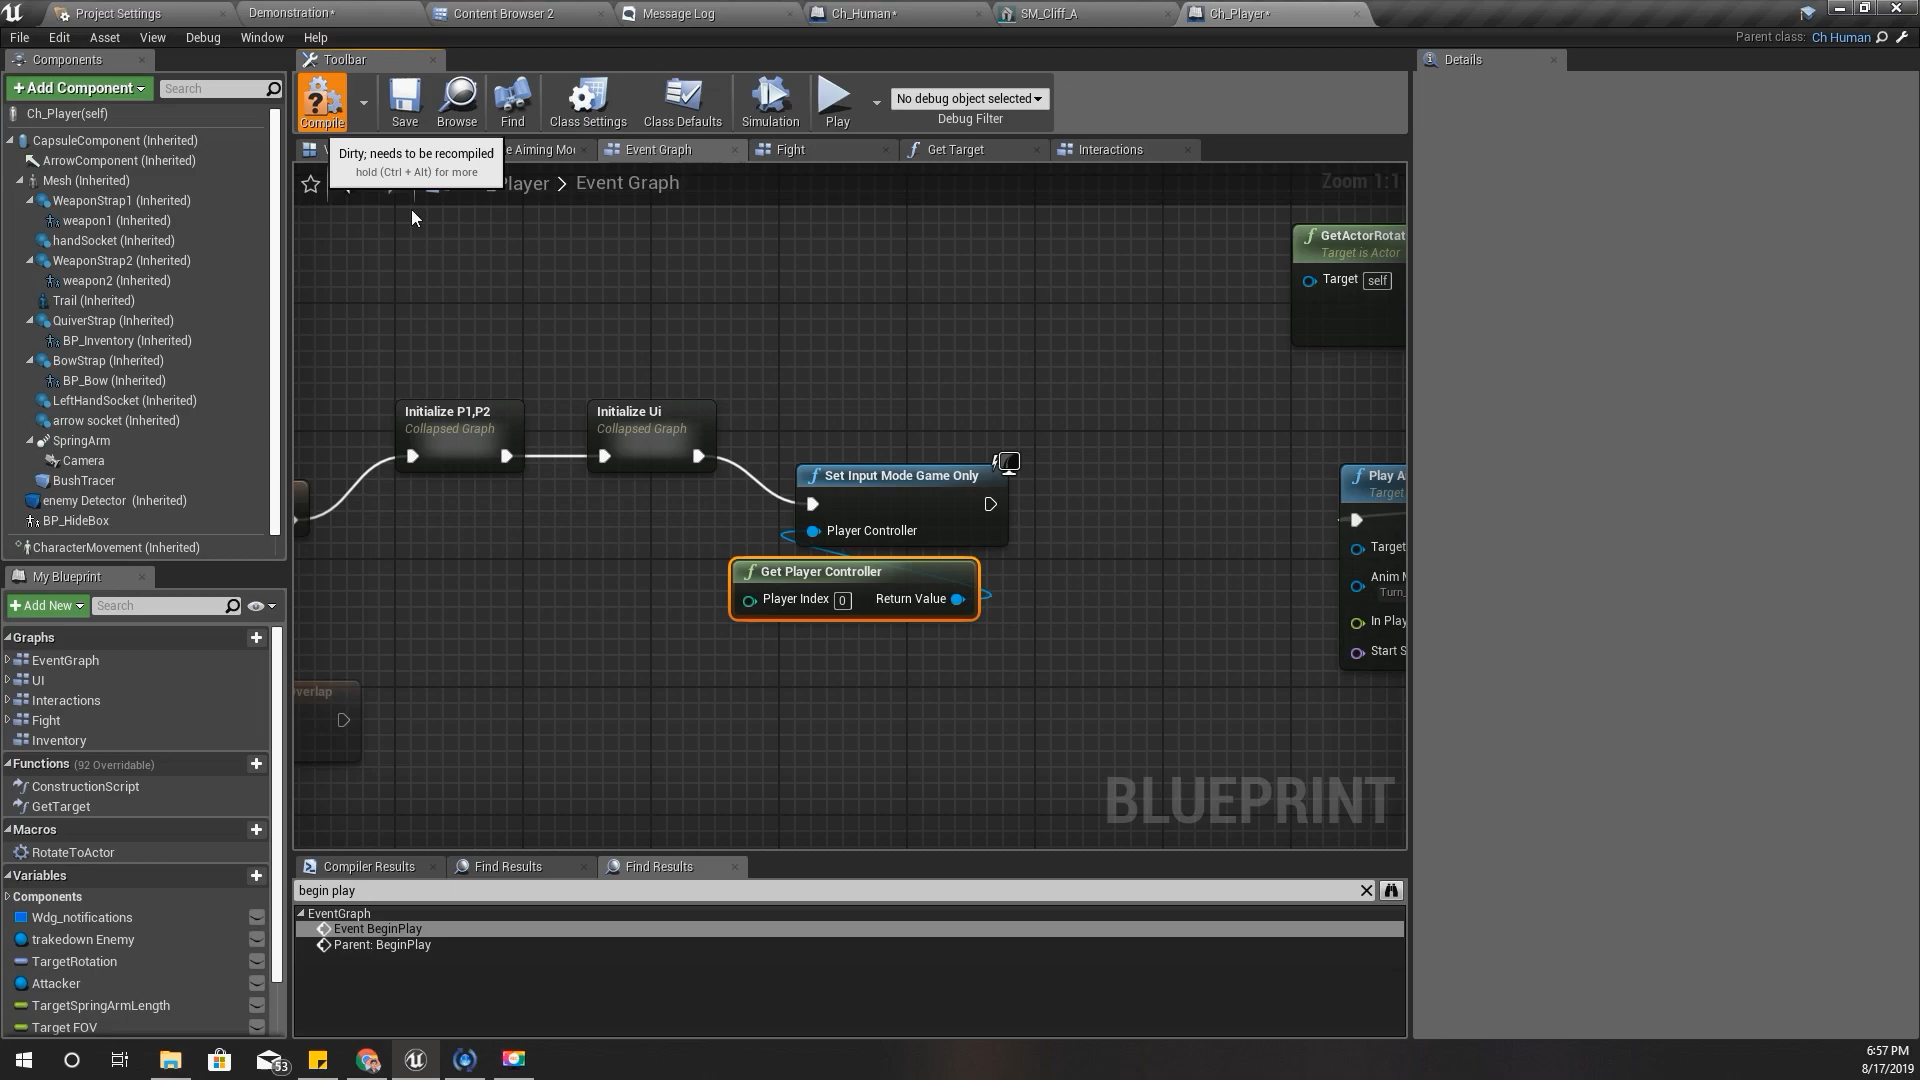 Project Settings
Demonstration*
Content Browser 2
Message Log
Ch_Human*
SM_Cliff_A
Ch_Player*
File Edit Asset View Debug Window Help
Parent class: Ch Human
Components
Toolbar
Details
+Add Component
Search
Compile
Save
Browse
Find
Class Settings
Class Defaults
Simulation
Play
No debug object selected
Debug Filter
Dirty; needs to be recompiled
hold (Ctrl + Alt) for more
Event Graph
Fight
Get Target
Interactions
Player > Event Graph
Zoom 1:1
Ch_Player(self)
CapsuleComponent (Inherited)
ArrowComponent (Inherited)
Mesh (Inherited)
WeaponStrap1 (Inherited)
weapon1 (Inherited)
handSocket (Inherited)
WeaponStrap2 (Inherited)
weapon2 (Inherited)
Trail (Inherited)
QuiverStrap (Inherited)
BP_Inventory (Inherited)
BowStrap (Inherited)
BP_Bow (Inherited)
LeftHandSocket (Inherited)
arrow socket (Inherited)
SpringArm
Camera
BushTracer
enemy Detector (Inherited)
BP_HideBox
CharacterMovement (Inherited)
GetActorRotat
Target is Actor
Target self
Initialize P1,P2
Collapsed Graph
Initialize Ui
Collapsed Graph
Set Input Mode Game Only
Player Controller
Get Player Controller
Player Index 0 Return Value
Play A
Target
Target
Anim M
Turn_
In Play
Start S
verlap
BLUEPRINT
My Blueprint
+Add New
Search
Graphs
EventGraph
UI
Interactions
Fight
Inventory
Functions (92 Overridable)
ConstructionScript
GetTarget
Macros
RotateToActor
Variables
Components
Wdg_notifications
trakedown Enemy
TargetRotation
Attacker
TargetSpringArmLength
Target FOV
Compiler Results
Find Results
Find Results
begin play
EventGraph
Event BeginPlay
Parent: BeginPlay
53
6:57 PM
8/17/2019